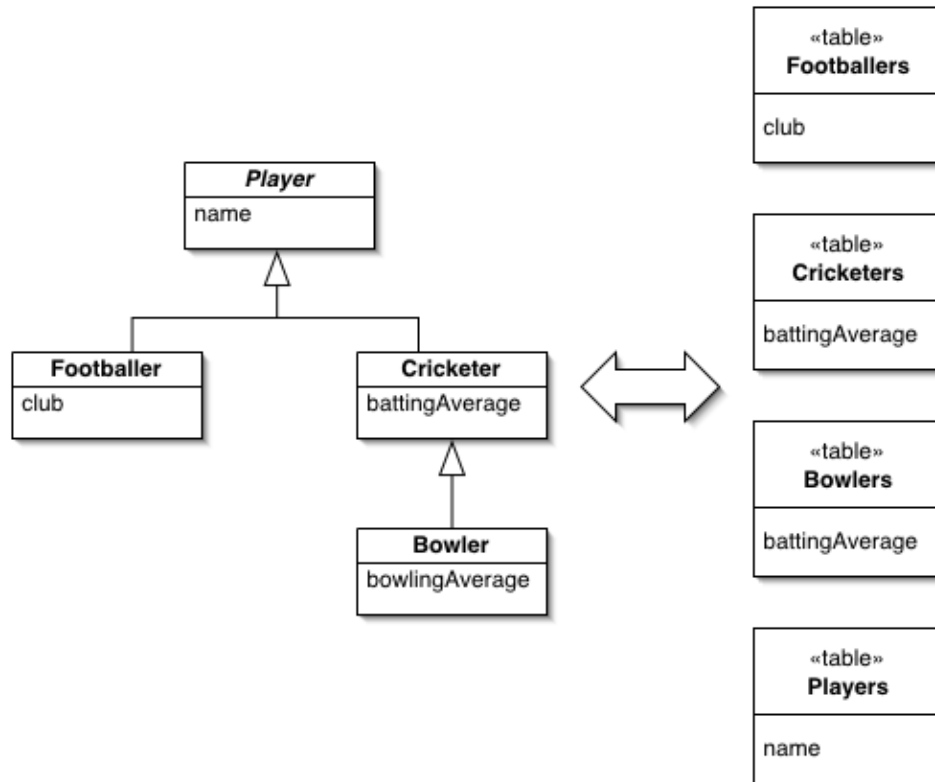 Player
name
Footballer
club
Cricketer
battingAverage
Bowler
bowlingAverage
«table»
Footballers
club
«table»
Cricketers
battingAverage
«table»
Bowlers
battingAverage
«table»
Players
name